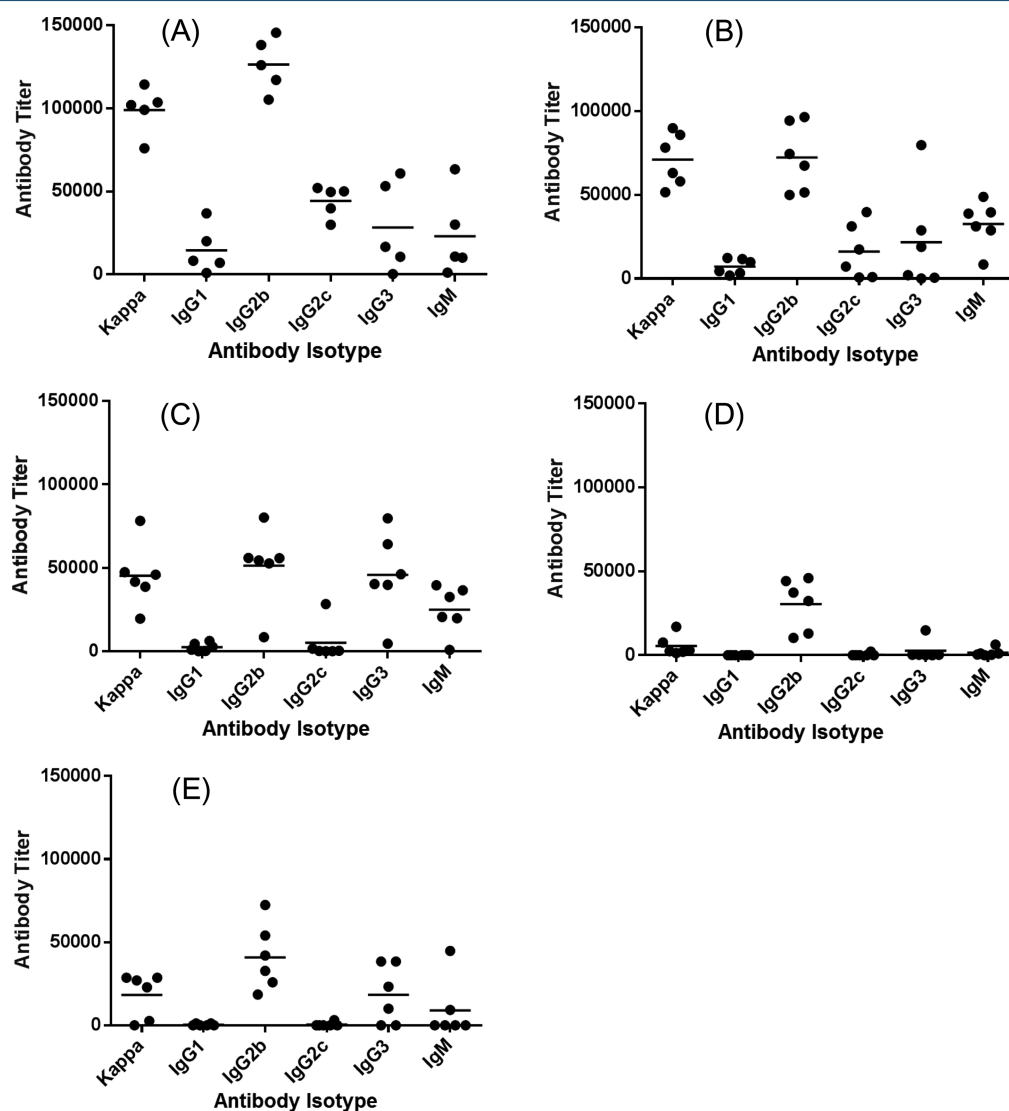 (A)
Antibody Titer
150000
100000
50000
0
Kappa
IgG1
IgG2b
IgG2c
IgG3
IgM
Antibody Isotype
(B)
Antibody Titer
150000
100000
50000
0
Kappa
IgG1
IgG2b
IgG2c
IgG3
IgM
Antibody Isotype
(C)
Antibody Titer
150000
100000
50000
0
Kappa
IgG1
IgG2b
IgG2c
IgG3
IgM
Antibody Isotype
(D)
Antibody Titer
150000
100000
50000
0
Kappa
IgG1
IgG2b
IgG2c
IgG3
IgM
Antibody Isotype
(E)
Antibody Titer
150000
100000
50000
0
Kappa
IgG1
IgG2b
IgG2c
IgG3
IgM
Antibody Isotype